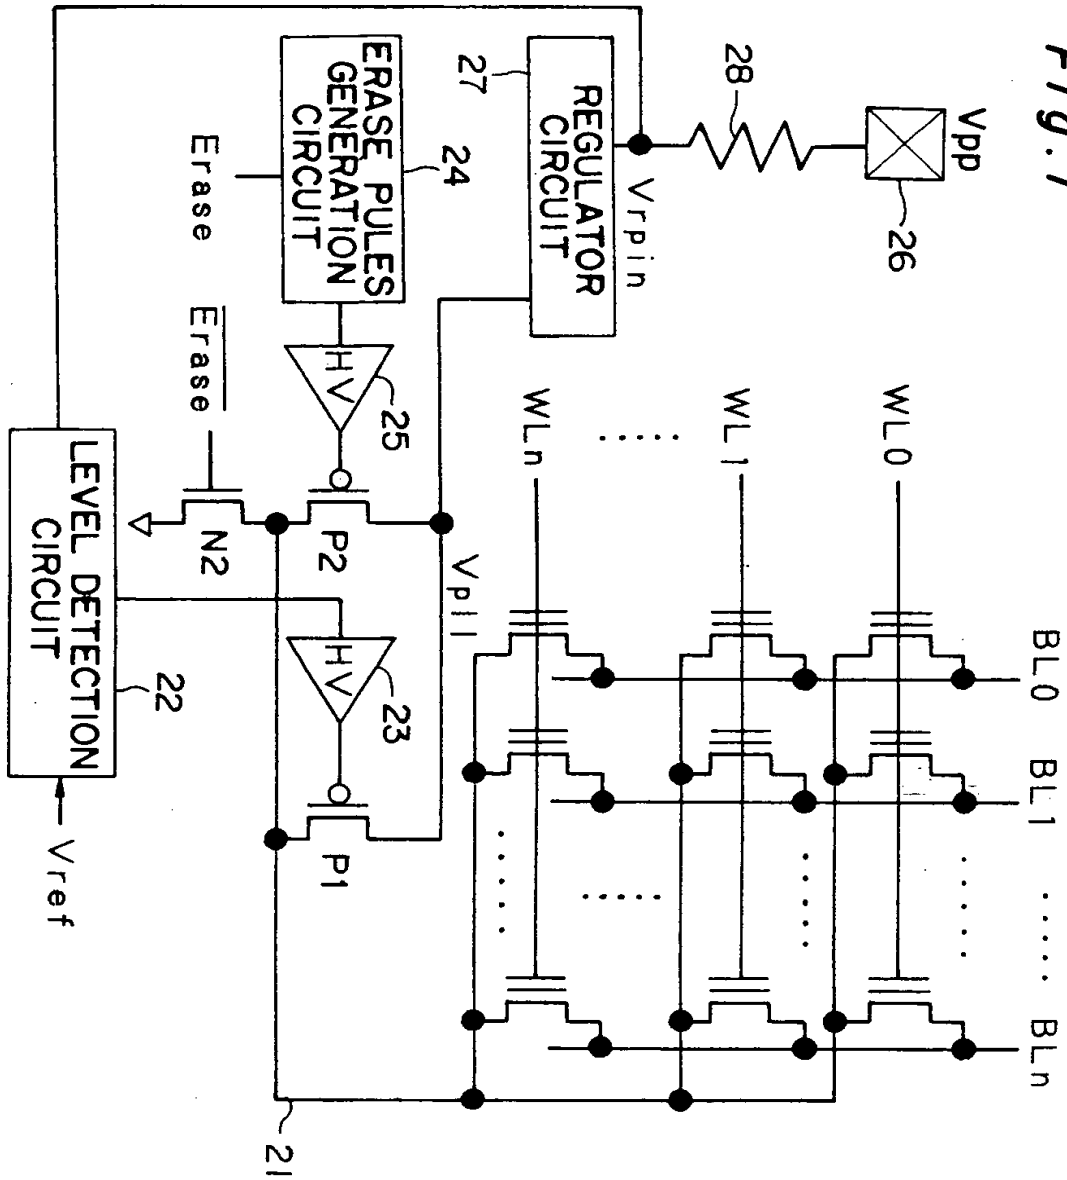 Fig.7
Vpp
26
28
Vrpin
27
REGULATOR
CIRCUIT
ERASE PULES
GENERATION
CIRCUIT
24
Erase
Erase
HV
25
P2
N2
Vpll
LEVEL DETECTION
CIRCUIT
22
Vref
HV
23
P1
21
WL0
WL1
.....
WLn
BL0
BL1
.....
BLn